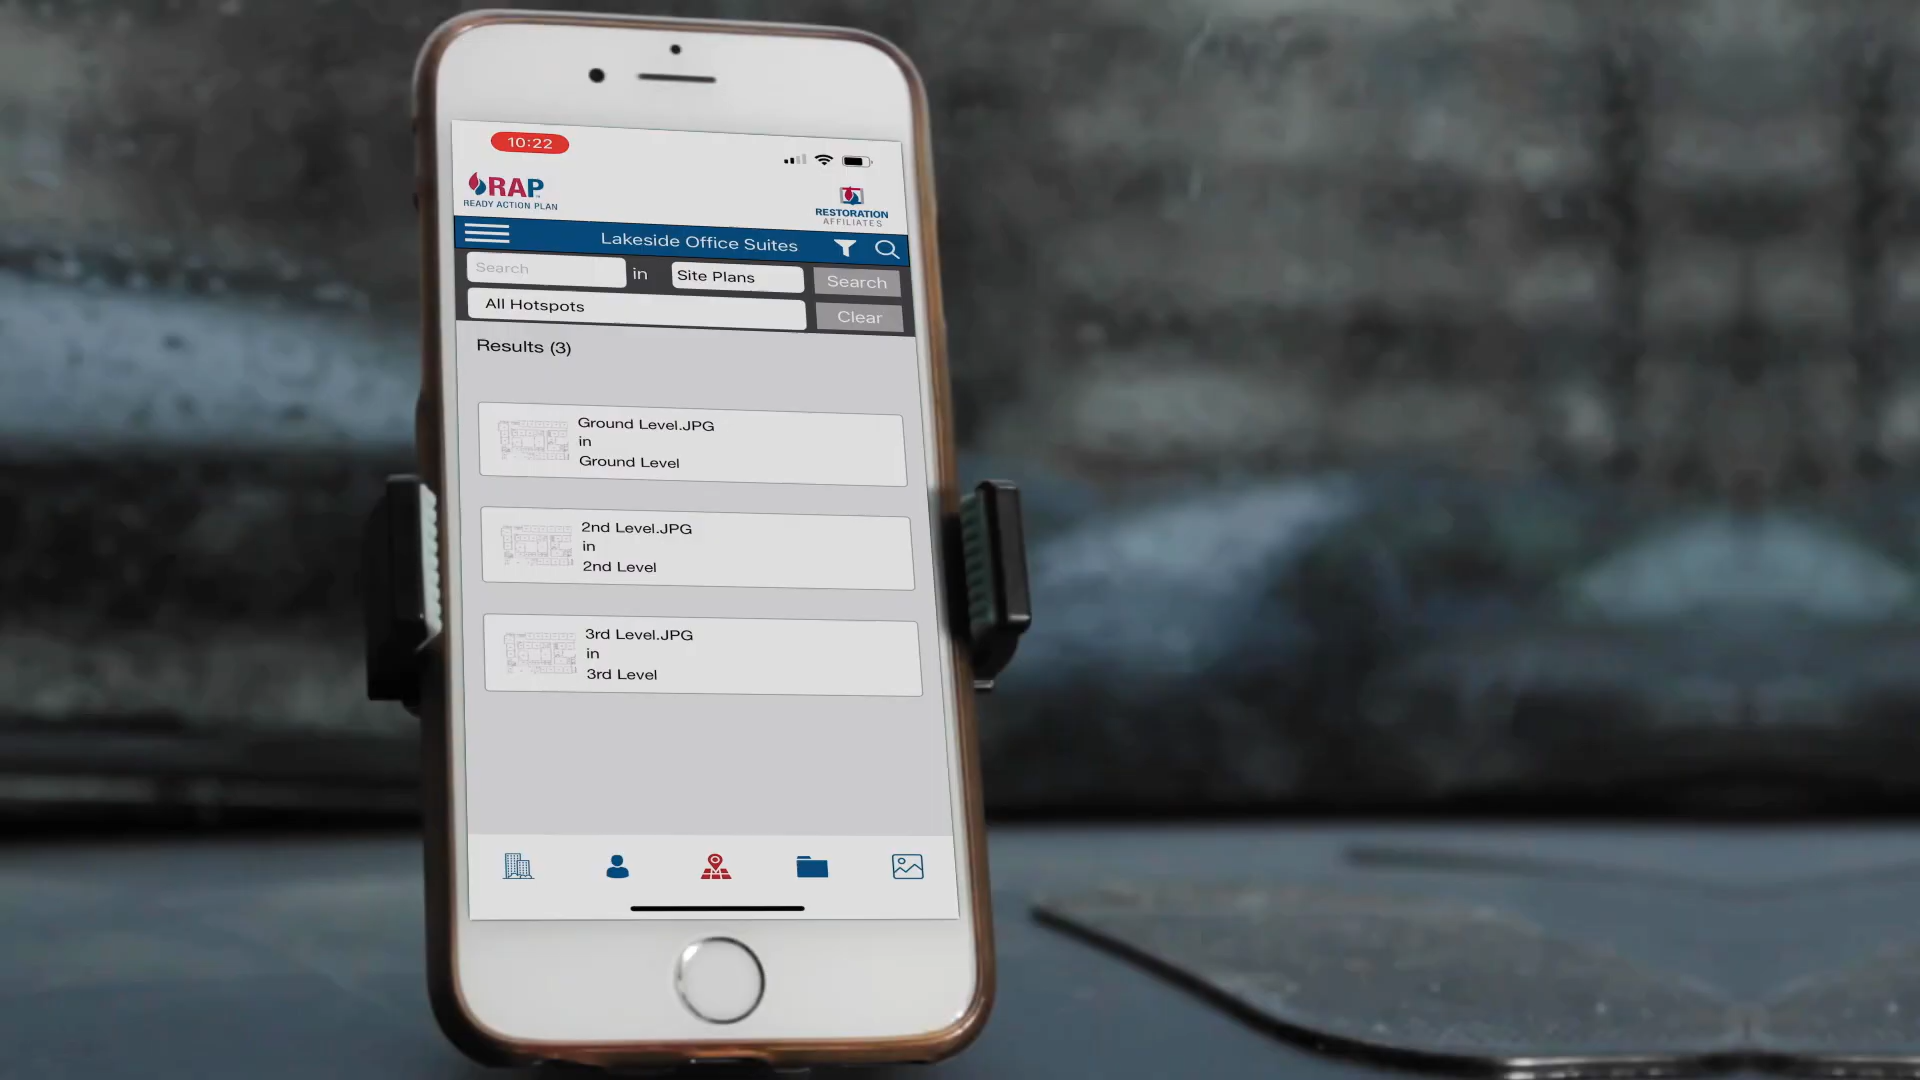 10:22
RAP
READY ACTION PLAN
RESTORATION
AFFILIATES
Lakeside Office Suites
Search in Site Plans Search
All Hotspots Clear
Results (3)
Ground Level.JPG
in
Ground Level
2nd Level.JPG
in
2nd Level
3rd Level.JPG
in
3rd Level